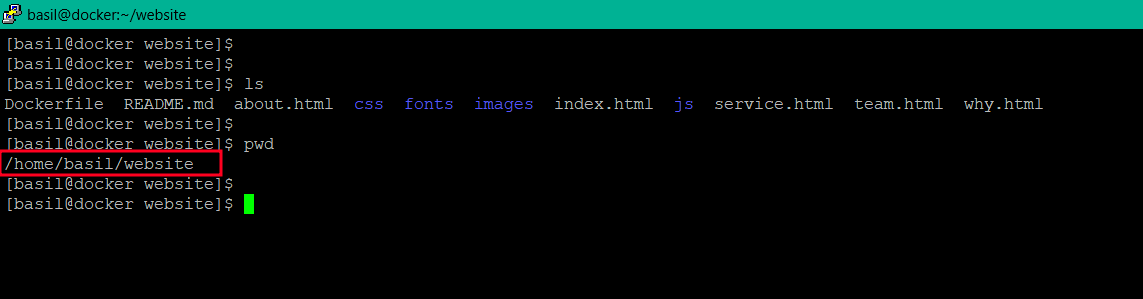 basil@docker:~/website
[basil@docker website]$
[basil@docker website]$
[basil@docker website]$ ls
Dockerfile  README.md  about.html  css  fonts  images  index.html  js  service.html  team.html  why.html
[basil@docker website]$
[basil@docker website]$ pwd
/home/basil/website
[basil@docker website]$
[basil@docker website]$